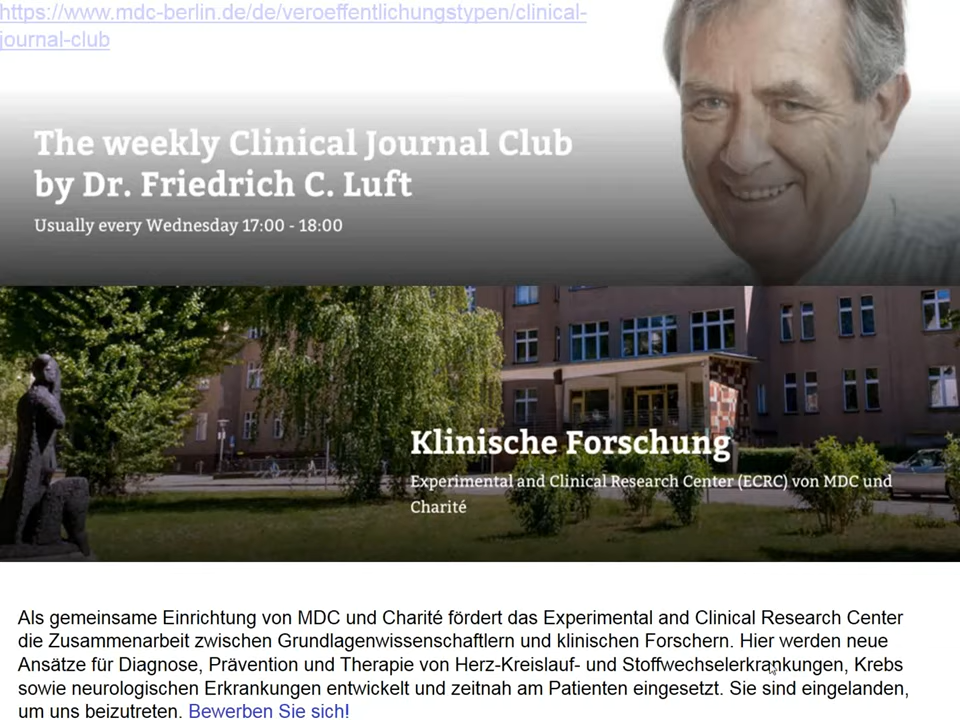 https://www.mdc-berlin.de/de/veroeffentlichungstypen/clinical-
journal-club
The weekly Clinical Journal Club
by Dr. Friedrich C. Luft
Usually every Wednesday 17:00 - 18:00
Klinische Forschung
Experimental and Clinical Research Center (ECRC) von MDC und
Charité
Als gemeinsame Einrichtung von MDC und Charité fördert das Experimental and Clinical Research Center
die Zusammenarbeit zwischen Grundlagenwissenschaftlern und klinischen Forschern. Hier werden neue
Ansätze für Diagnose, Prävention und Therapie von Herz-Kreislauf- und Stoffwechselerkrankungen, Krebs
sowie neurologischen Erkrankungen entwickelt und zeitnah am Patienten eingesetzt. Sie sind eingelanden,
um uns beizutreten. Bewerben Sie sich!